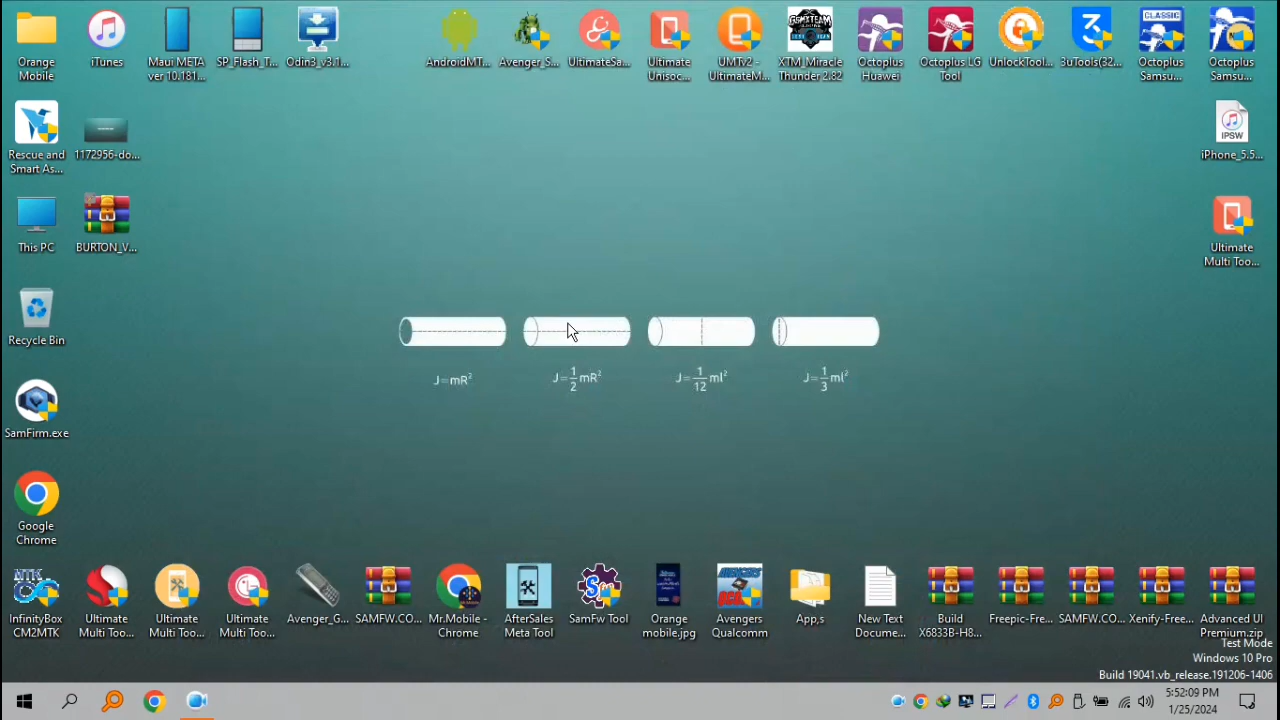 Orange
Mobile
iTunes
Maui META
ver 10.181...
SP_Flash_T...
Odin3_v3.1...
AndroidMT...
Avenger_S...
UltimateSa...
Ultimate
Unisoc...
UMTv2 -
UltimateM...
XTM_Miracle
Thunder 2.82
Octoplus
Huawei
Octoplus LG
Tool
UnlockTool...
3uTools(32...
CLASSIC
Octoplus
Samsu...
Octoplus
Samsu...
Rescue and
Smart As...
1172956-do...
IPSW
iPhone_5.5...
This PC
BURTON_V...
Ultimate
Multi Too...
Recycle Bin
J=mR²
J=1/2 mR²
J=1/12 ml²
J=1/3 ml²
SamFirm.exe
Google
Chrome
InfinityBox
CM2MTK
Ultimate
Multi Too...
Ultimate
Multi Too...
Ultimate
Multi Too...
Avenger_G...
SAMFW.CO...
Mr.Mobile -
Chrome
AfterSales
Meta Tool
SamFw Tool
Orange
mobile.jpg
AVENGERS
Avengers
Qualcomm
App,s
New Text
Docume...
Build
X6833B-H8...
Freepic-Fre...
SAMFW.CO...
Xenify-Free...
Advanced UI
Premium.zip
Test Mode
Windows 10 Pro
Build 19041.vb_release.191206-1406
5:52:09 PM
1/25/2024